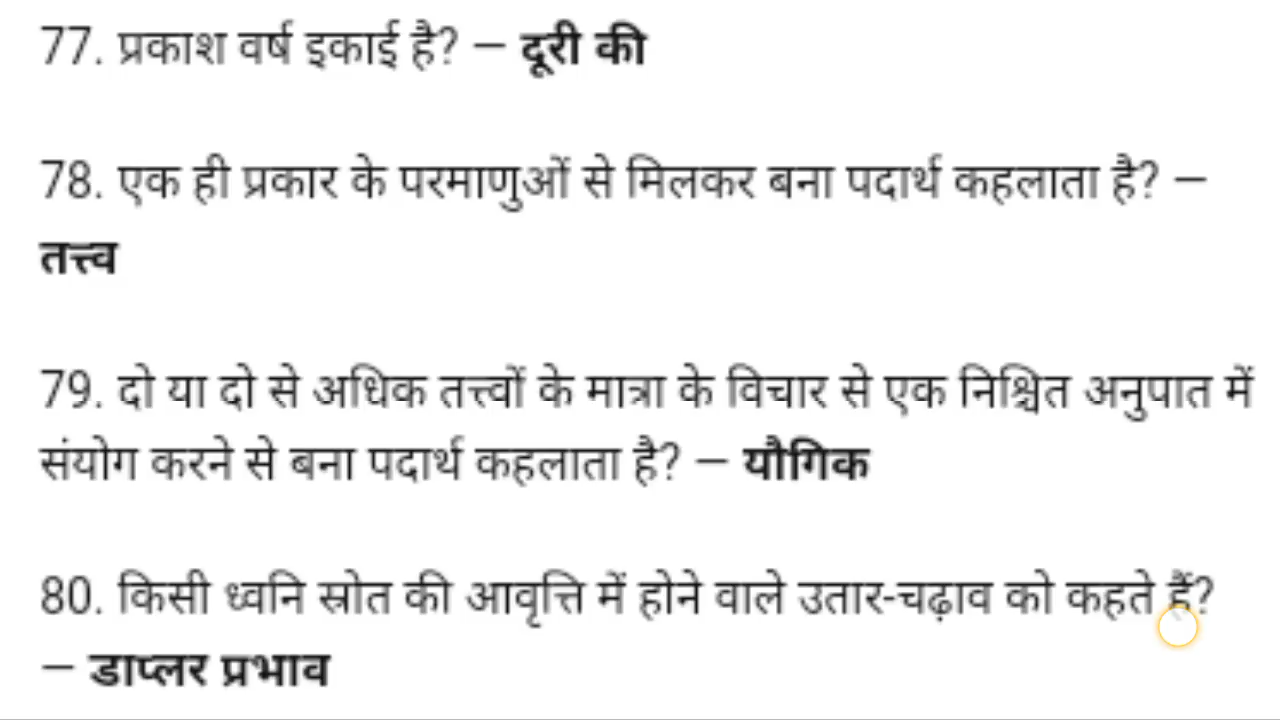 77. प्रकाश वर्ष इकाई है? – दूरी की
78. एक ही प्रकार के परमाणुओं से मिलकर बना पदार्थ कहलाता है? –
तत्त्व
79. दो या दो से अधिक तत्त्वों के मात्रा के विचार से एक निश्चित अनुपात में
संयोग करने से बना पदार्थ कहलाता है? – यौगिक
80. किसी ध्वनि स्रोत की आवृत्ति में होने वाले उतार-चढ़ाव को कहते हैं?
– डाप्लर प्रभाव